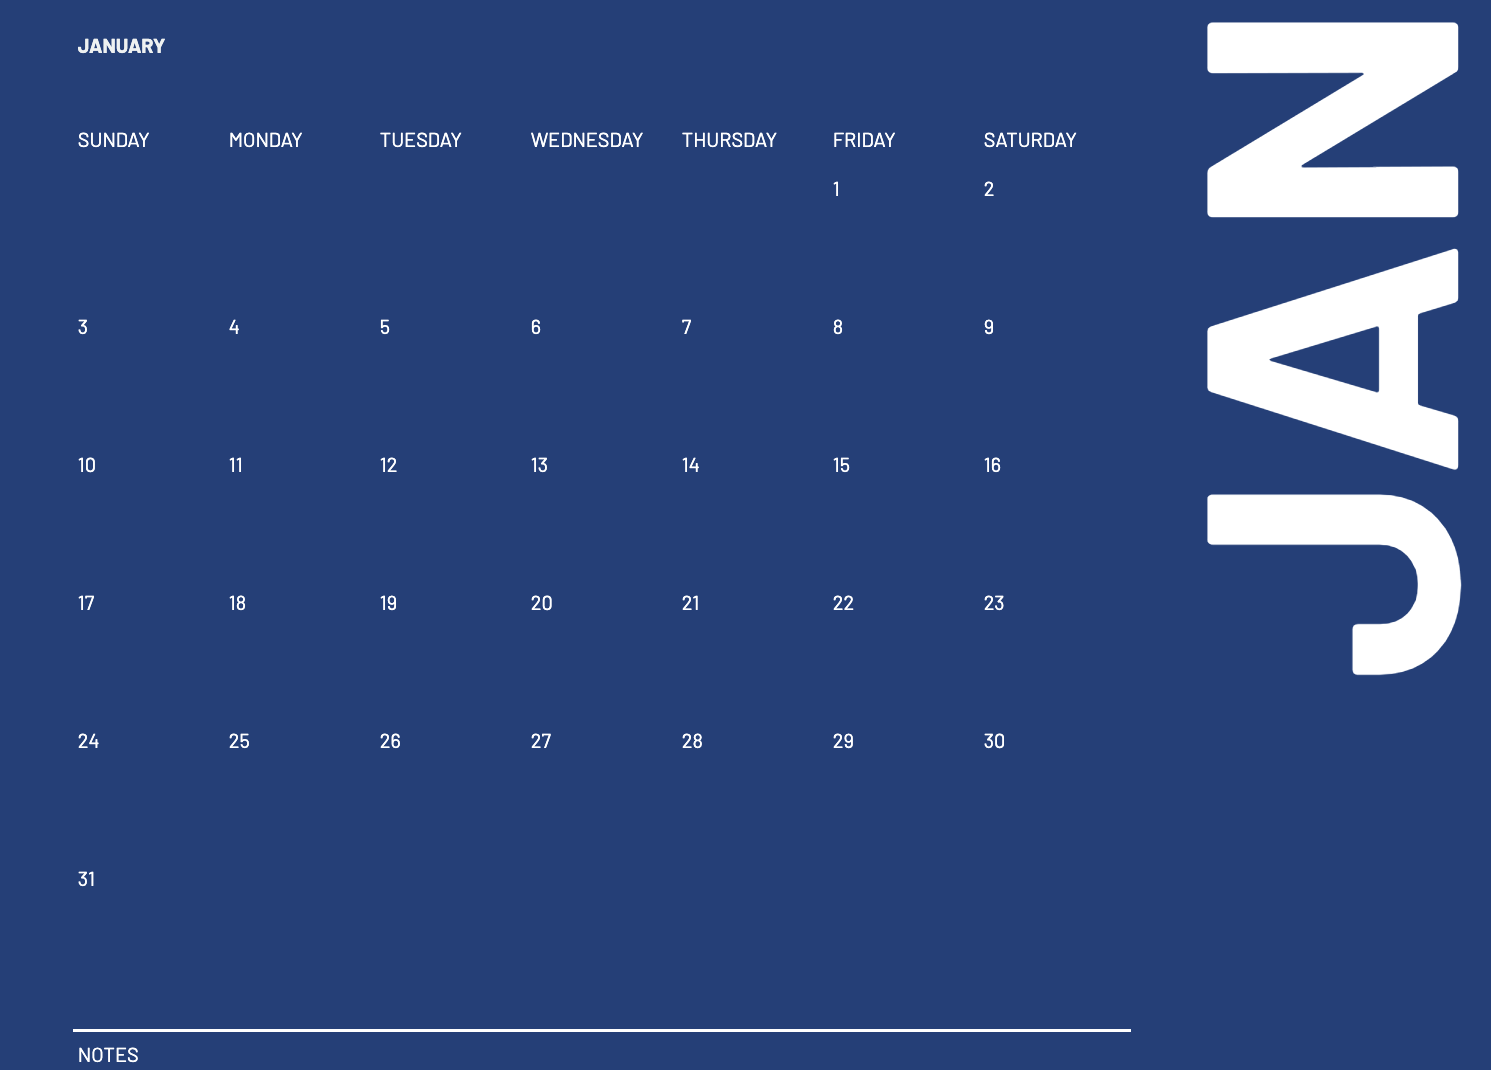 JANUARY
SUNDAY MONDAY TUESDAY WEDNESDAY THURSDAY FRIDAY SATURDAY
1 2
3 4 5 6 7 8 9
10 11 12 13 14 15 16
17 18 19 20 21 22 23
24 25 26 27 28 29 30
31
NOTES
JAN